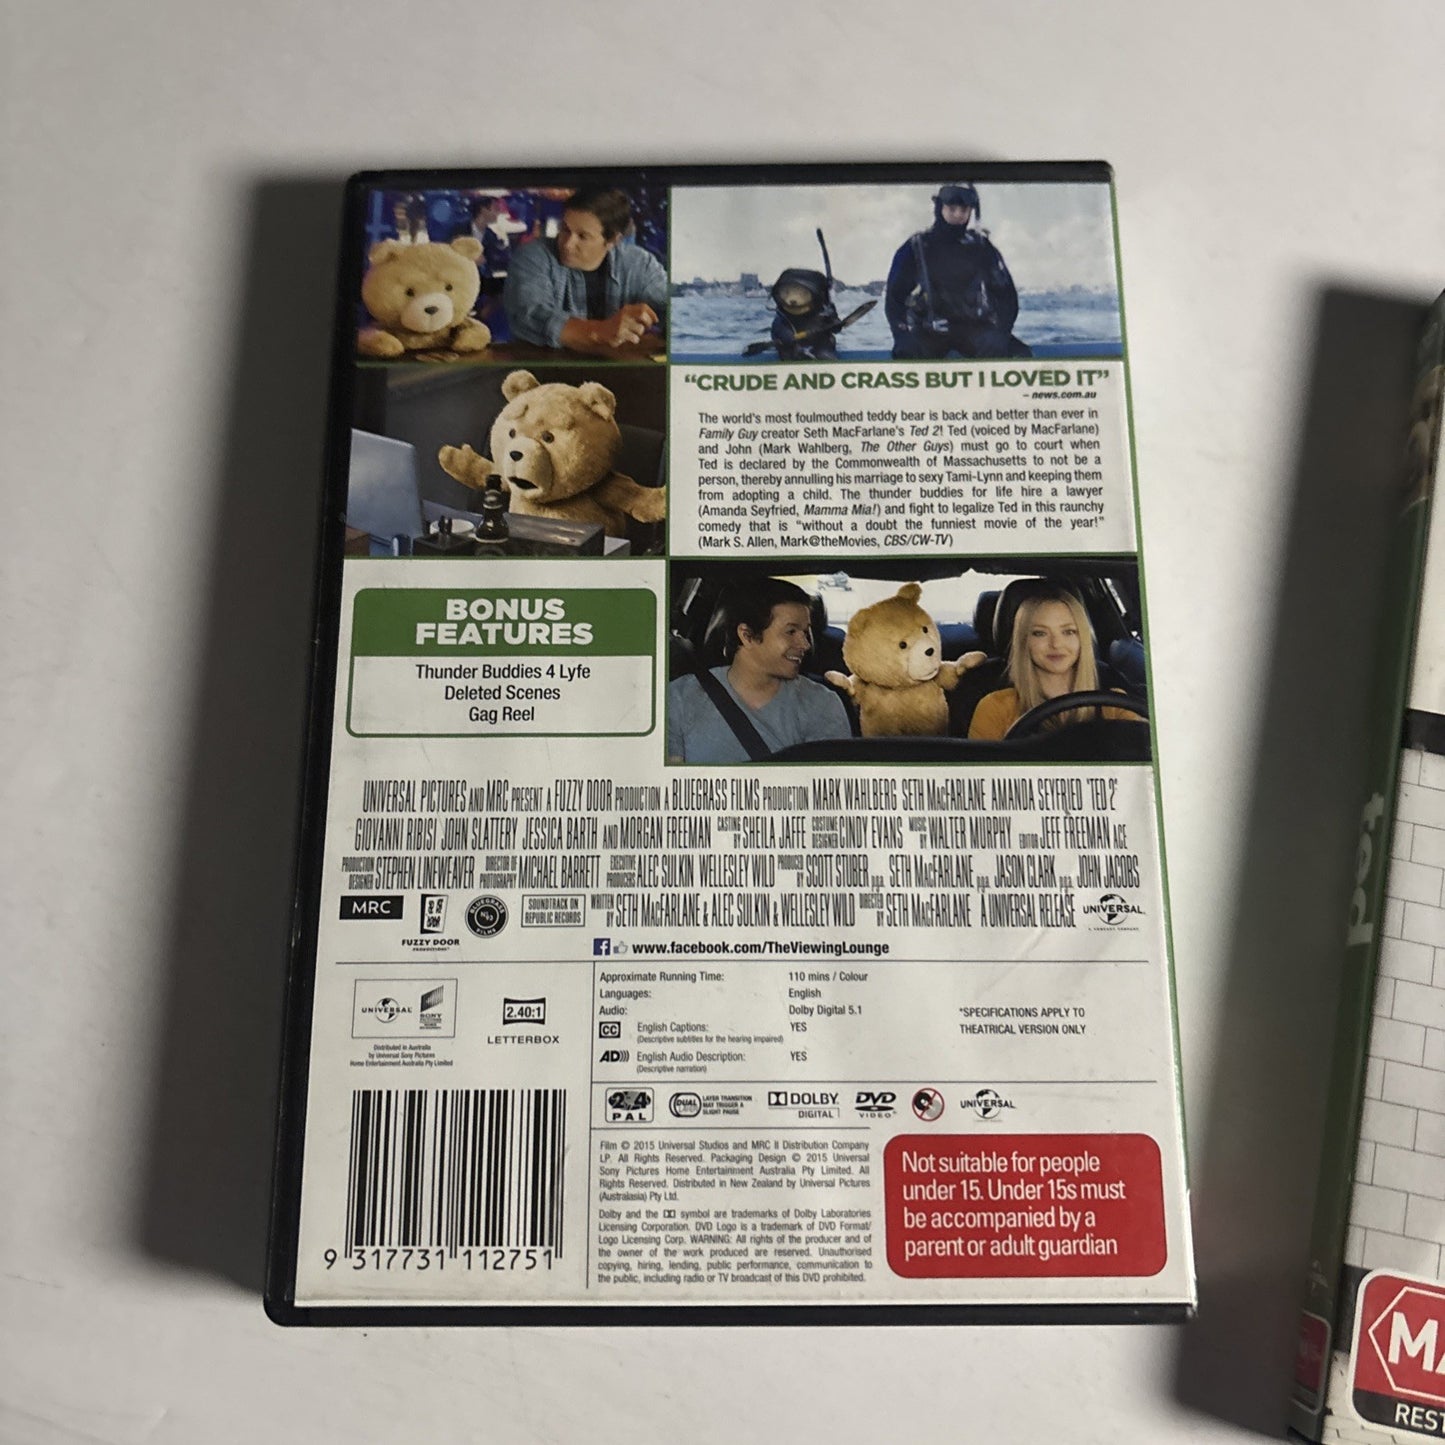 "CRUDE AND CRASS BUT I LOVED IT"
– news.com.au
The world's most foulmouthed teddy bear is back and better than ever in
Family Guy creator Seth MacFarlane's Ted 2! Ted (voiced by MacFarlane)
and John (Mark Wahlberg, The Other Guys) must go to court when
Ted is declared by the Commonwealth of Massachusetts to not be a
person, thereby annulling his marriage to sexy Tami-Lynn and keeping them
from adopting a child. The thunder buddies for life hire a lawyer
(Amanda Seyfried, Mamma Mia!) and fight to legalize Ted in this raunchy
comedy that is "without a doubt the funniest movie of the year!"
(Mark S. Allen, Mark@theMovies, CBS/CW-TV)
BONUS
FEATURES
Thunder Buddies 4 Lyfe
Deleted Scenes
Gag Reel
UNIVERSAL PICTURES AND MRC PRESENT A FUZZY DOOR PRODUCTION A BLUEGRASS FILMS PRODUCTION MARK WAHLBERG SETH MACFARLANE AMANDA SEYFRIED 'TED 2'
GIOVANNI RIBISI JOHN SLATTERY JESSICA BARTH AND MORGAN FREEMAN CASTING BY SHEILA JAFFE COSTUME DESIGNER CINDY EVANS MUSIC BY WALTER MURPHY EDITOR JEFF FREEMAN ACE
PRODUCTION DESIGNER STEPHEN LINEWEAVER DIRECTOR OF PHOTOGRAPHY MICHAEL BARRETT EXECUTIVE PRODUCERS ALEC SULKIN WELLESLEY WILD PRODUCED BY SCOTT STUBER p.g.a. SETH MACFARLANE p.g.a. JASON CLARK p.g.a. JOHN JACOBS
WRITTEN BY SETH MACFARLANE & ALEC SULKIN & WELLESLEY WILD DIRECTED BY SETH MACFARLANE A UNIVERSAL RELEASE
MRC
FUZZY DOOR
PRODUCTIONS
BLUEGRASS FILMS
SOUNDTRACK ON
REPUBLIC RECORDS
UNIVERSAL
www.facebook.com/TheViewingLounge
UNIVERSAL
SONY
Distributed in Australia
by Universal Sony Pictures
Home Entertainment Australia Pty Limited
2.40:1
LETTERBOX
Approximate Running Time: 110 mins / Colour
Languages: English
Audio: Dolby Digital 5.1
CC English Captions: YES
(Descriptive subtitles for the hearing impaired)
AD))) English Audio Description: YES
(Descriptive narration)
*SPECIFICATIONS APPLY TO
THEATRICAL VERSION ONLY
2 4
PAL
DUAL
LAYER TRANSITION
MAY TRIGGER A
SLIGHT PAUSE
DOLBY
DIGITAL
DVD
VIDEO
UNIVERSAL
Film © 2015 Universal Studios and MRC II Distribution Company
LP. All Rights Reserved. Packaging Design © 2015 Universal
Sony Pictures Home Entertainment Australia Pty Limited. All
Rights Reserved. Distributed in New Zealand by Universal Pictures
(Australasia) Pty Ltd.
Dolby and the DD symbol are trademarks of Dolby Laboratories
Licensing Corporation. DVD Logo is a trademark of DVD Format/
Logo Licensing Corp. WARNING: All rights of the producer and of
the owner of the work produced are reserved. Unauthorised
copying, hiring, lending, public performance, communication to
the public, including radio or TV broadcast of this DVD prohibited.
Not suitable for people
under 15. Under 15s must
be accompanied by a
parent or adult guardian
9 317731 112751
MA
REST